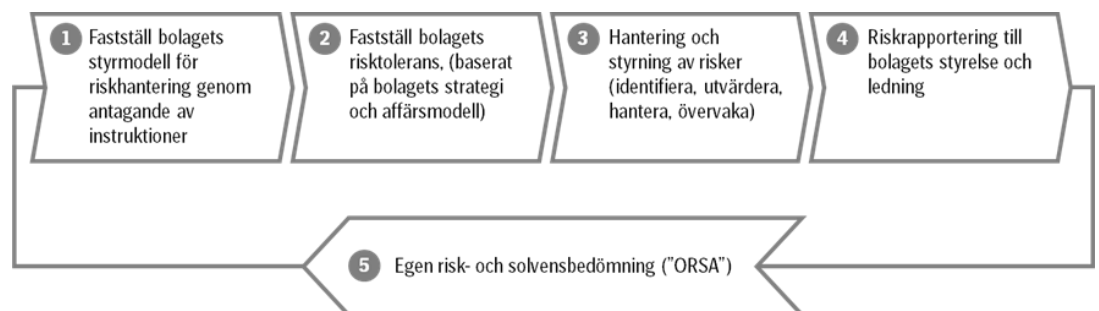 1 Fastställ bolagets
styrmodell för
riskhantering genom
antagande av
instruktioner
2 Fastställ bolagets
risktolerans, (baserat
på bolagets strategi
och affärsmodell)
3 Hantering och
styrning av risker
(identifiera, utvärdera,
hantera, övervaka)
4 Riskrapportering till
bolagets styrelse och
ledning
5 Egen risk- och solvensbedömning (”ORSA”)